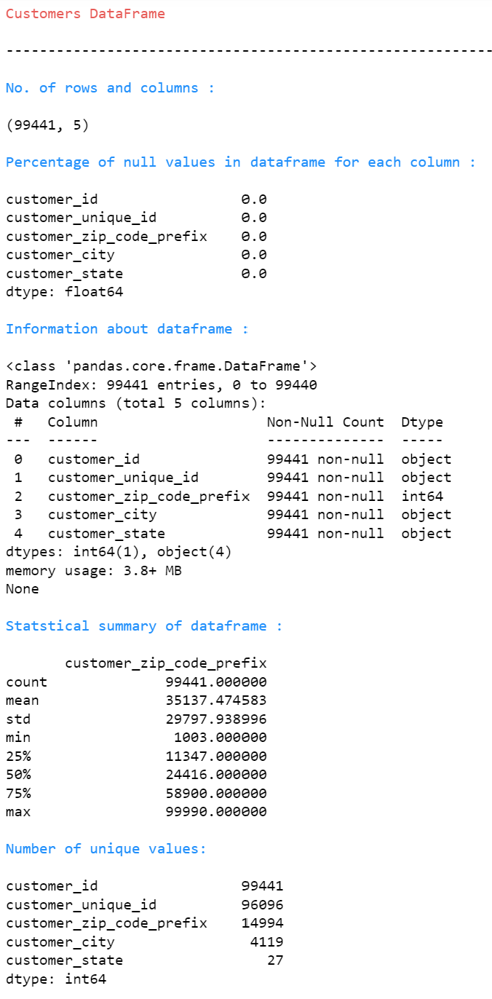 Customers DataFrame
----------------------------------------------------------
No. of rows and columns :
(99441, 5)
Percentage of null values in dataframe for each column :
customer_id                 0.0
customer_unique_id          0.0
customer_zip_code_prefix    0.0
customer_city               0.0
customer_state              0.0
dtype: float64
Information about dataframe :
<class 'pandas.core.frame.DataFrame'>
RangeIndex: 99441 entries, 0 to 99440
Data columns (total 5 columns):
 #   Column                    Non-Null Count  Dtype
---  ------                    --------------  -----
 0   customer_id               99441 non-null  object
 1   customer_unique_id        99441 non-null  object
 2   customer_zip_code_prefix  99441 non-null  int64
 3   customer_city             99441 non-null  object
 4   customer_state            99441 non-null  object
dtypes: int64(1), object(4)
memory usage: 3.8+ MB
None
Statstical summary of dataframe :
       customer_zip_code_prefix
count              99441.000000
mean               35137.474583
std                29797.938996
min                 1003.000000
25%                11347.000000
50%                24416.000000
75%                58900.000000
max                99990.000000
Number of unique values:
customer_id                 99441
customer_unique_id          96096
customer_zip_code_prefix    14994
customer_city                4119
customer_state                 27
dtype: int64